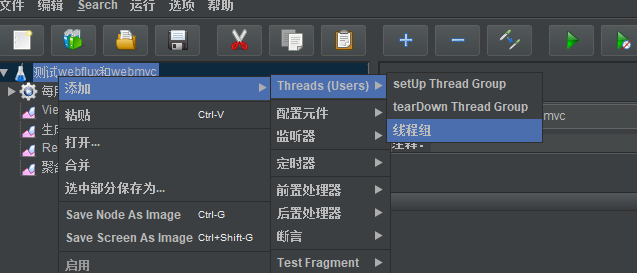 编辑 Search 运行 选项 帮助
测试webflux和webmvc
每用
Vie
生成
Re
聚合
添加
粘贴 Ctrl-V
打开...
合并
选中部分保存为...
Save Node As Image Ctrl-G
Save Screen As Image Ctrl+Shift-G
启用
Threads (Users)
配置元件
监听器
定时器
前置处理器
后置处理器
断言
Test Fragment
setUp Thread Group
tearDown Thread Group
线程组
mvc
注释: